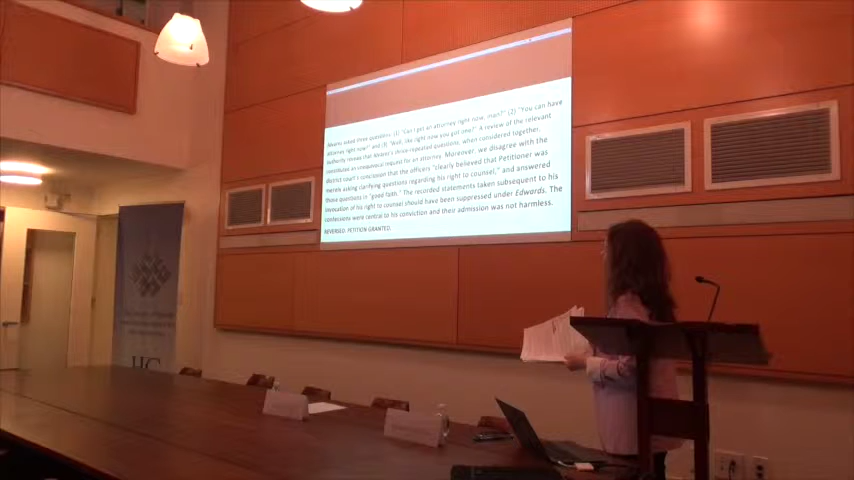 Alvarez asked three questions: (1) "Can I get an attorney right now, man?" (2) "You can have
attorney right now?" and (3) "Well, like right now you got one?" A review of the relevant
authority reveals that Alvarez's three repeated questions, when considered together,
constituted an unequivocal request for an attorney. Moreover, we disagree with the
district court's conclusion that the officers "clearly believed that Petitioner was
merely asking clarifying questions regarding his right to counsel," and answered
those questions in "good faith." The recorded statements taken subsequent to his
invocation of his right to counsel should have been suppressed under Edwards. The
confessions were central to his conviction and their admission was not harmless.
REVERSED. PETITION GRANTED.